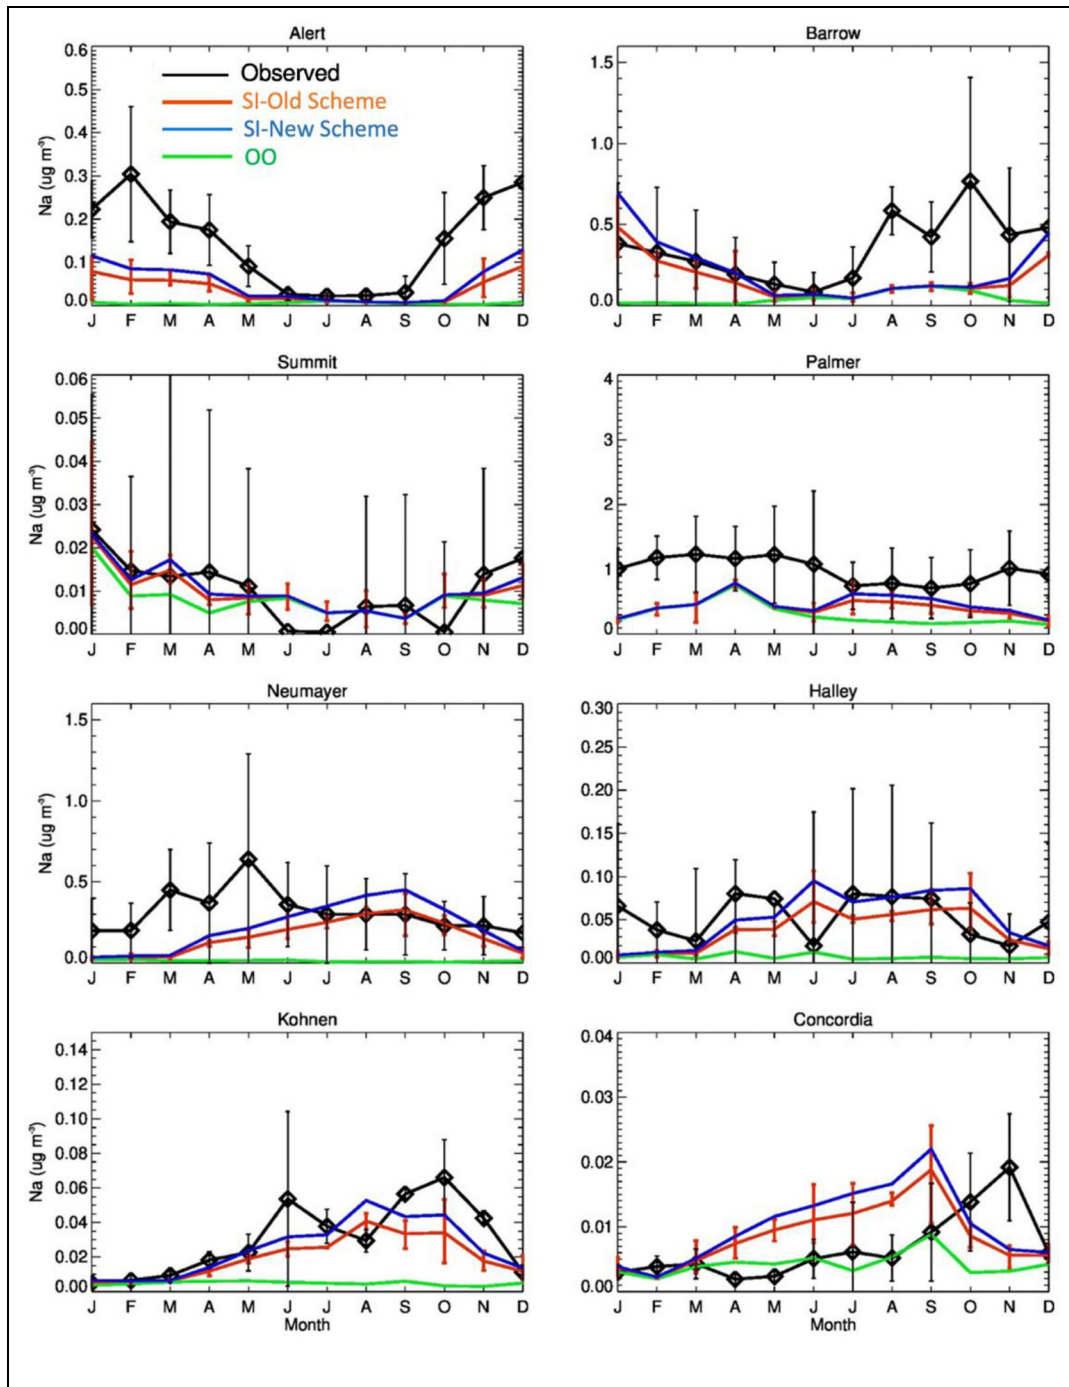 Alert
Na (ug m⁻³)
0.6
0.5
0.4
0.3
0.2
0.1
0.0
Observed
SI-Old Scheme
SI-New Scheme
OO
J F M A M J J A S O N D
Barrow
1.5
1.0
0.5
0.0
J F M A M J J A S O N D
Summit
Na (ug m⁻³)
0.06
0.05
0.04
0.03
0.02
0.01
0.00
J F M A M J J A S O N D
Palmer
4
3
2
1
0
J F M A M J J A S O N D
Neumayer
Na (ug m⁻³)
1.5
1.0
0.5
0.0
J F M A M J J A S O N D
Halley
0.30
0.25
0.20
0.15
0.10
0.05
0.00
J F M A M J J A S O N D
Kohnen
Na (ug m⁻³)
0.14
0.12
0.10
0.08
0.06
0.04
0.02
0.00
J F M A M J J A S O N D
Month
Concordia
0.04
0.03
0.02
0.01
0.00
J F M A M J J A S O N D
Month